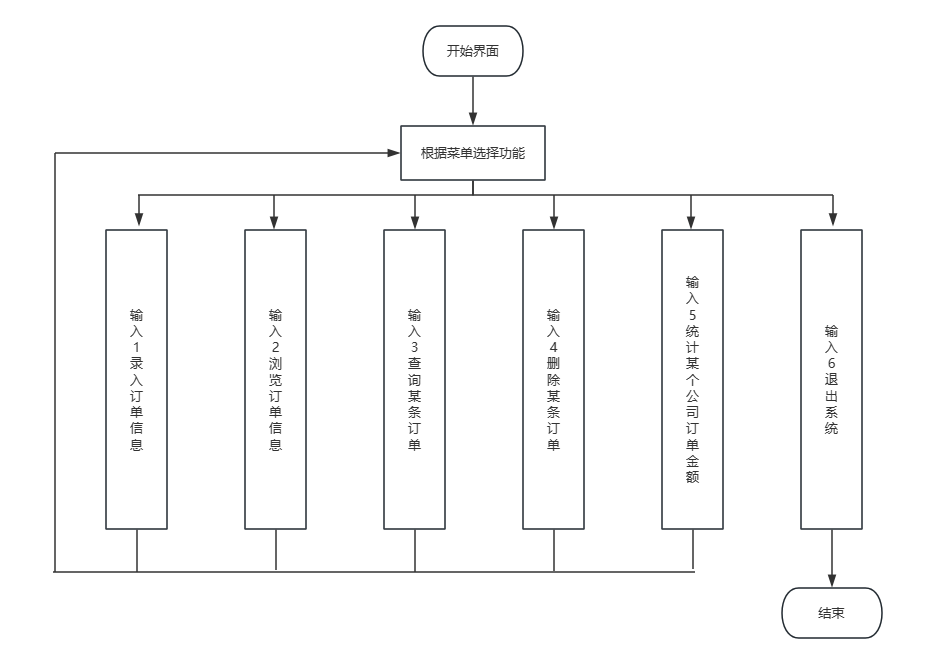 开始界面
根据菜单选择功能
输入1录入订单信息
输入2浏览订单信息
输入3查询某条订单
输入4删除某条订单
输入5统计某个公司订单金额
输入6退出系统
结束